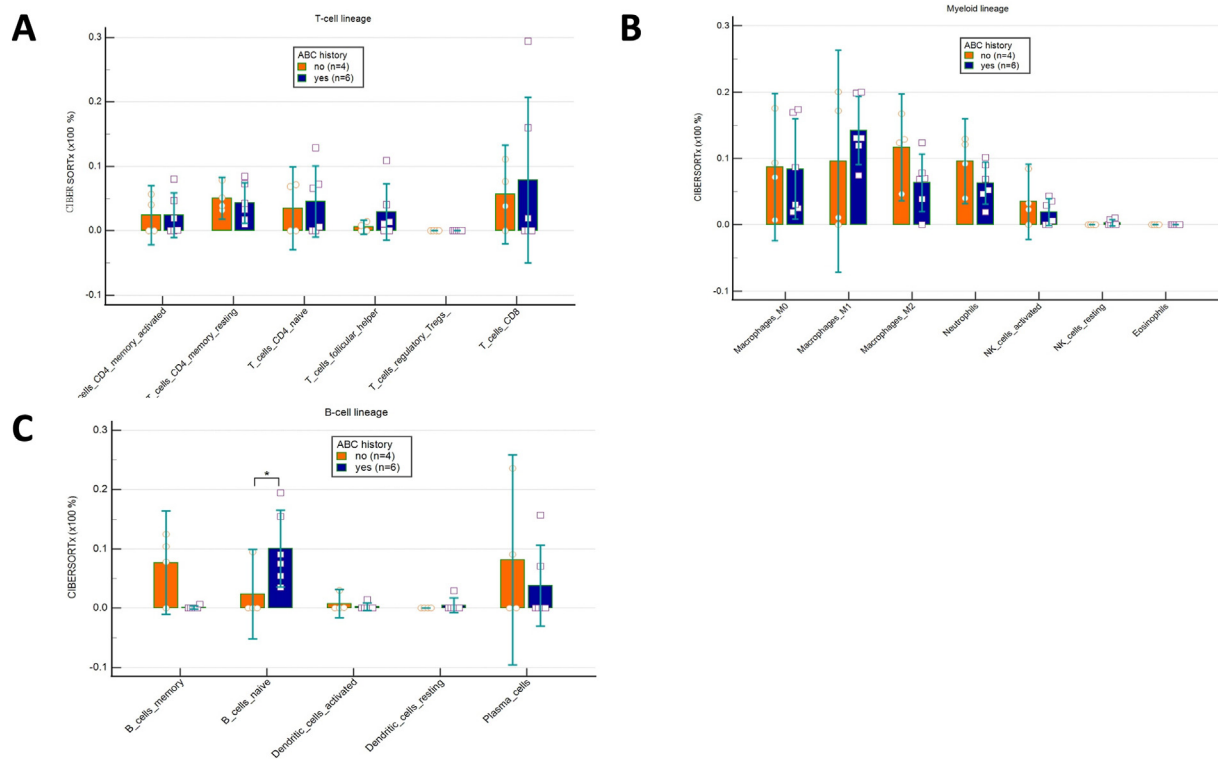 A
T-cell lineage
CIBERSORTx (x100 %)
0.3
0.2
0.1
0.0
-0.1
ABC history
no (n=4)
yes (n=6)
cells_CD4_memory_activated
T_cells_CD4_memory_resting
T_cells_CD4_naive
T_cells_follicular_helper
T_cells_regulatory_Tregs_
T_cells_CD8
B
Myeloid lineage
CIBERSORTx (x100 %)
0.3
0.2
0.1
0.0
-0.1
ABC history
no (n=4)
yes (n=6)
Macrophages_M0
Macrophages_M1
Macrophages_M2
Neutrophils
NK_cells_activated
NK_cells_resting
Eosinophils
C
B-cell lineage
CIBERSORTx (x100 %)
0.3
0.2
0.1
0.0
-0.1
ABC history
no (n=4)
yes (n=6)
*
B_cells_memory
B_cells_naive
Dendritic_cells_activated
Dendritic_cells_resting
Plasma_cells